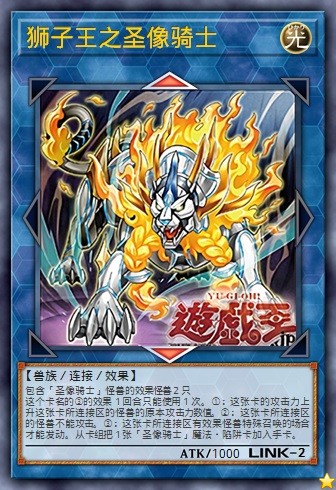 狮子王之圣像骑士
光
YU-GI-OH!
遊戯王
.JP
【兽族／连接／效果】
包含「圣像骑士」怪兽的效果怪兽2只
这个卡名的①的效果1回合只能使用1次。①：这张卡的攻击力上
升这张卡所连接区的怪兽的原本攻击力数值。②：这张卡所连接区
的怪兽不能攻击。③：这张卡所连接区有效果怪兽特殊召唤的场合
才能发动。从卡组把1张「圣像骑士」魔法·陷阱卡加入手卡。
ATK/1000 LINK-2